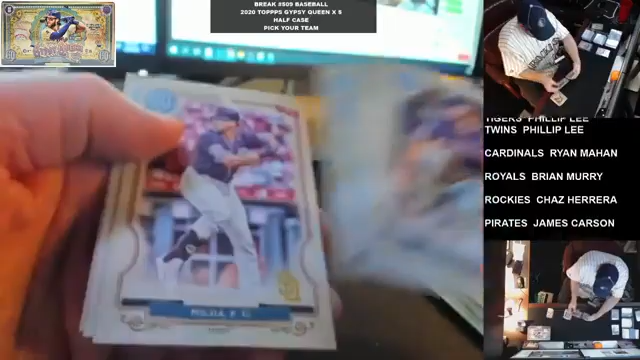 BREAK #509 BASEBALL
2020 TOPPPS GYPSY QUEEN X 5
HALF CASE
PICK YOUR TEAM
TIGERS PHILLIP LEE
TWINS PHILLIP LEE
CARDINALS RYAN MAHAN
ROYALS BRIAN MURRY
ROCKIES CHAZ HERRERA
PIRATES JAMES CARSON